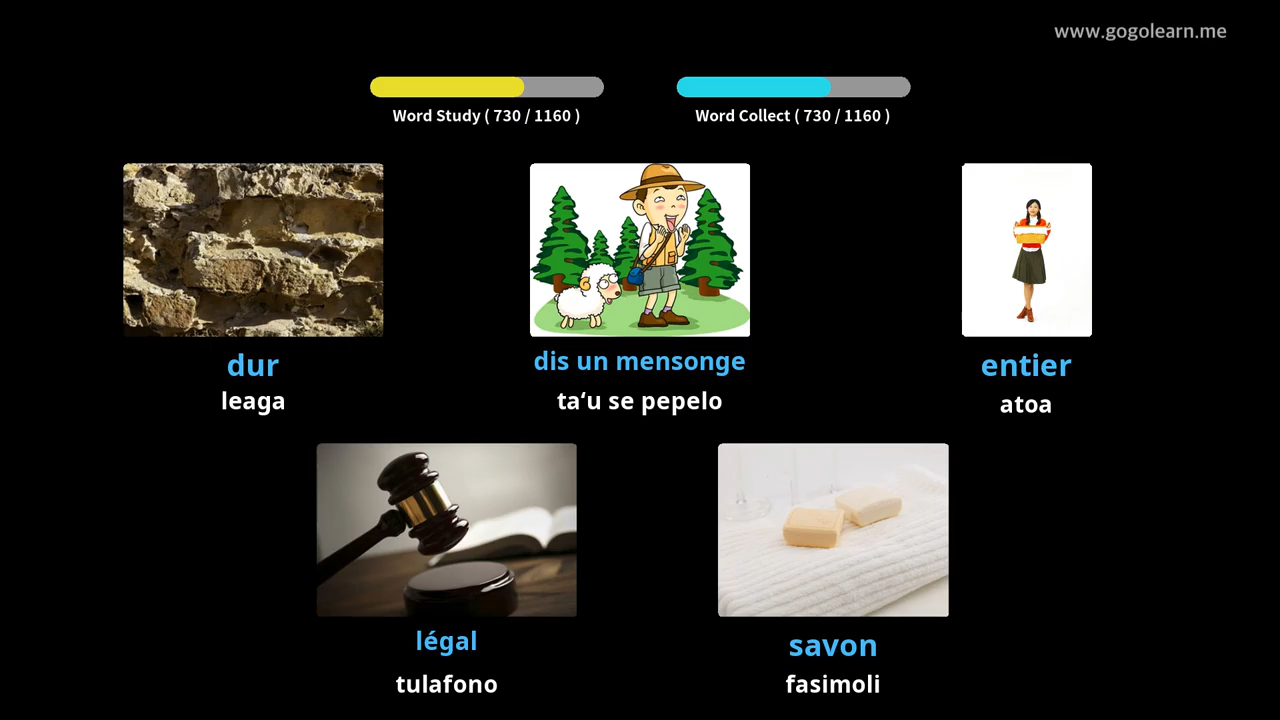 www.gogolearn.me
Word Study ( 730 / 1160 )
Word Collect ( 730 / 1160 )
dur
leaga
dis un mensonge
taʻu se pepelo
entier
atoa
légal
tulafono
savon
fasimoli